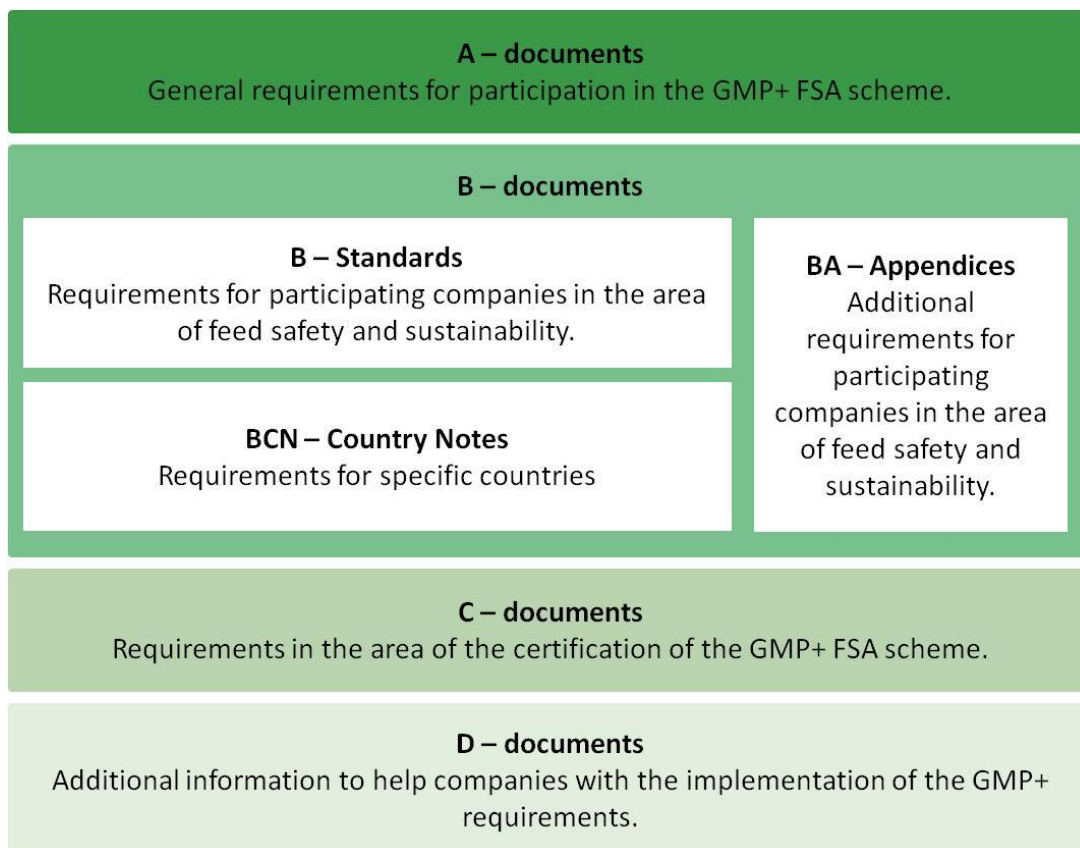 A – documents
General requirements for participation in the GMP+ FSA scheme.
B – documents
B – Standards
Requirements for participating companies in the area
of feed safety and sustainability.
BCN – Country Notes
Requirements for specific countries
BA – Appendices
Additional
requirements for
participating
companies in the area
of feed safety and
sustainability.
C – documents
Requirements in the area of the certification of the GMP+ FSA scheme.
D – documents
Additional information to help companies with the implementation of the GMP+
requirements.